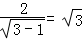 2/√(3−1) = √3